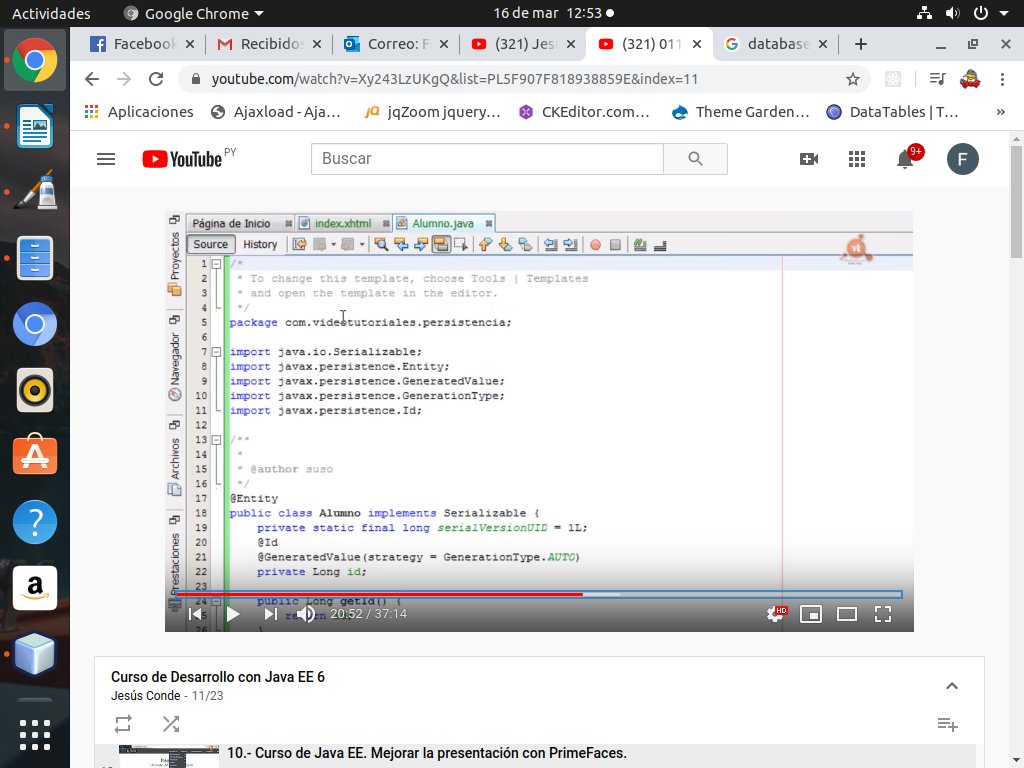 Actividades
Google Chrome
16 de mar 12:53
Facebook
Recibidos
Correo: F
(321) Jes
(321) 011
database
youtube.com/watch?v=Xy243LzUKgQ&list=PL5F907F818938859E&index=11
Aplicaciones
Ajaxload - Aja...
jQ
jqZoom jquery...
CKEditor.com...
Theme Garden...
DataTables | T...
»
YouTube PY
Buscar
9+
F
Página de Inicio
index.xhtml
Alumno.java
Source
History
Proyectos
Navegador
Archivos
Prestaciones
1 /*
2 * To change this template, choose Tools | Templates
3 * and open the template in the editor.
4 */
5 package com.videotutoriales.persistencia;
6
7 import java.io.Serializable;
8 import javax.persistence.Entity;
9 import javax.persistence.GeneratedValue;
10 import javax.persistence.GenerationType;
11 import javax.persistence.Id;
12
13 /**
14 *
15 * @author suso
16 */
17 @Entity
18 public class Alumno implements Serializable {
19 private static final long serialVersionUID = 1L;
20 @Id
21 @GeneratedValue(strategy = GenerationType.AUTO)
22 private Long id;
23
24 public Long getId() {
20:52 / 37:14
HD
a
Curso de Desarrollo con Java EE 6
Jesús Conde - 11/23
10.- Curso de Java EE. Mejorar la presentación con PrimeFaces.